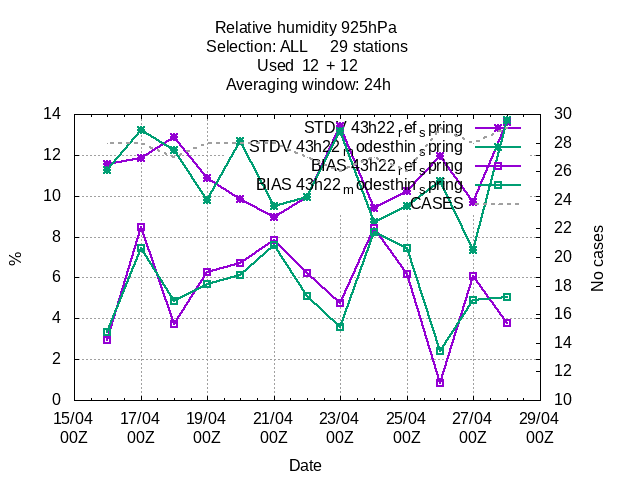 Relative humidity 925hPa
Selection: ALL 29 stations
Used 12 + 12
Averaging window: 24h
14 30
STDV 43h22_ref_spring
28
STDV 43h22_modesthin_spring
12
26
BIAS 43h22_ref_spring
BIAS 43h22_modesthin_spring
10 24
CASES
22
8
20
%
No cases
6 18
16
4
14
2
12
0 10
15/04 17/04 19/04 21/04 23/04 25/04 27/04 29/04
00Z 00Z 00Z 00Z 00Z 00Z 00Z 00Z
Date